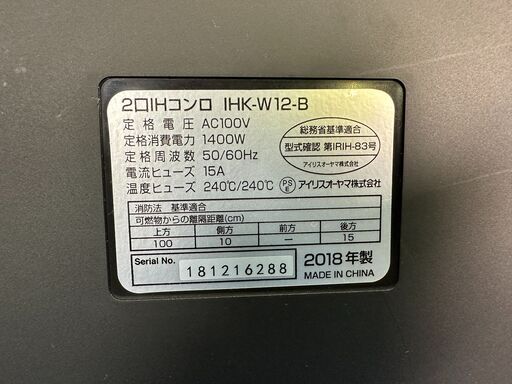 2口IHコンロ IHK-W12-B
定格電圧 AC100V
定格消費電力 1400W
定格周波数 50/60Hz
電流ヒューズ 15A
温度ヒューズ 240℃/240℃
総務省基準適合
型式確認 第IRIH-83号
アイリスオーヤマ株式会社
PS
E
アイリスオーヤマ株式会社
消防法 基準適合
可燃物からの離隔距離(cm)
上方 側方 前方 後方
100 10 — 15
Serial No. 181216288
2018年製
MADE IN CHINA